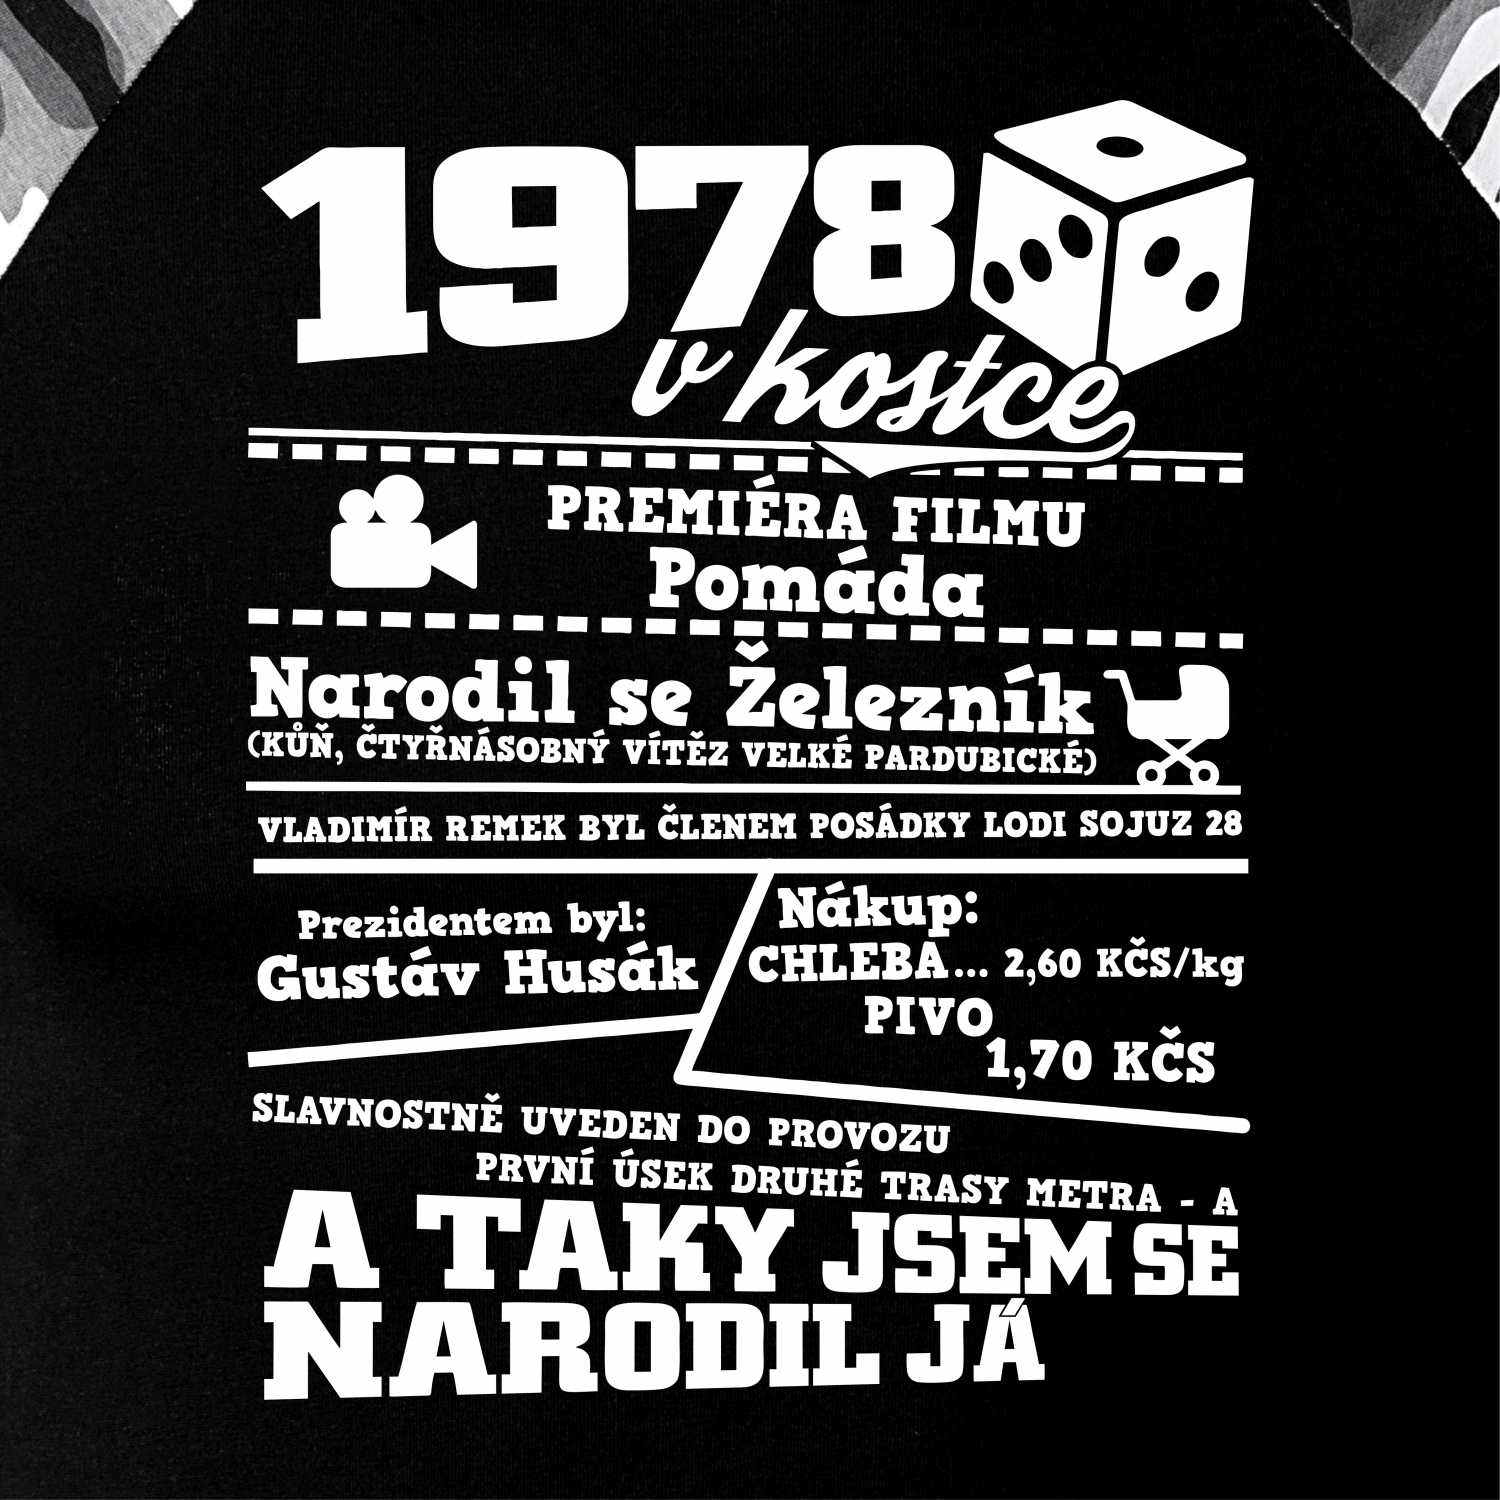 1978
v kostce
PREMIÉRA FILMU
Pomáda
Narodil se Železník
(KŮŇ, ČTYŘNÁSOBNÝ VÍTĚZ VELKÉ PARDUBICKÉ)
VLADIMÍR REMEK BYL ČLENEM POSÁDKY LODI SOJUZ 28
Prezidentem byl:
Gustáv Husák
Nákup:
CHLEBA... 2,60 KČS/kg
PIVO
1,70 KČS
SLAVNOSTNĚ UVEDEN DO PROVOZU
PRVNÍ ÚSEK DRUHÉ TRASY METRA - A
A TAKY JSEM SE
NARODIL JÁ